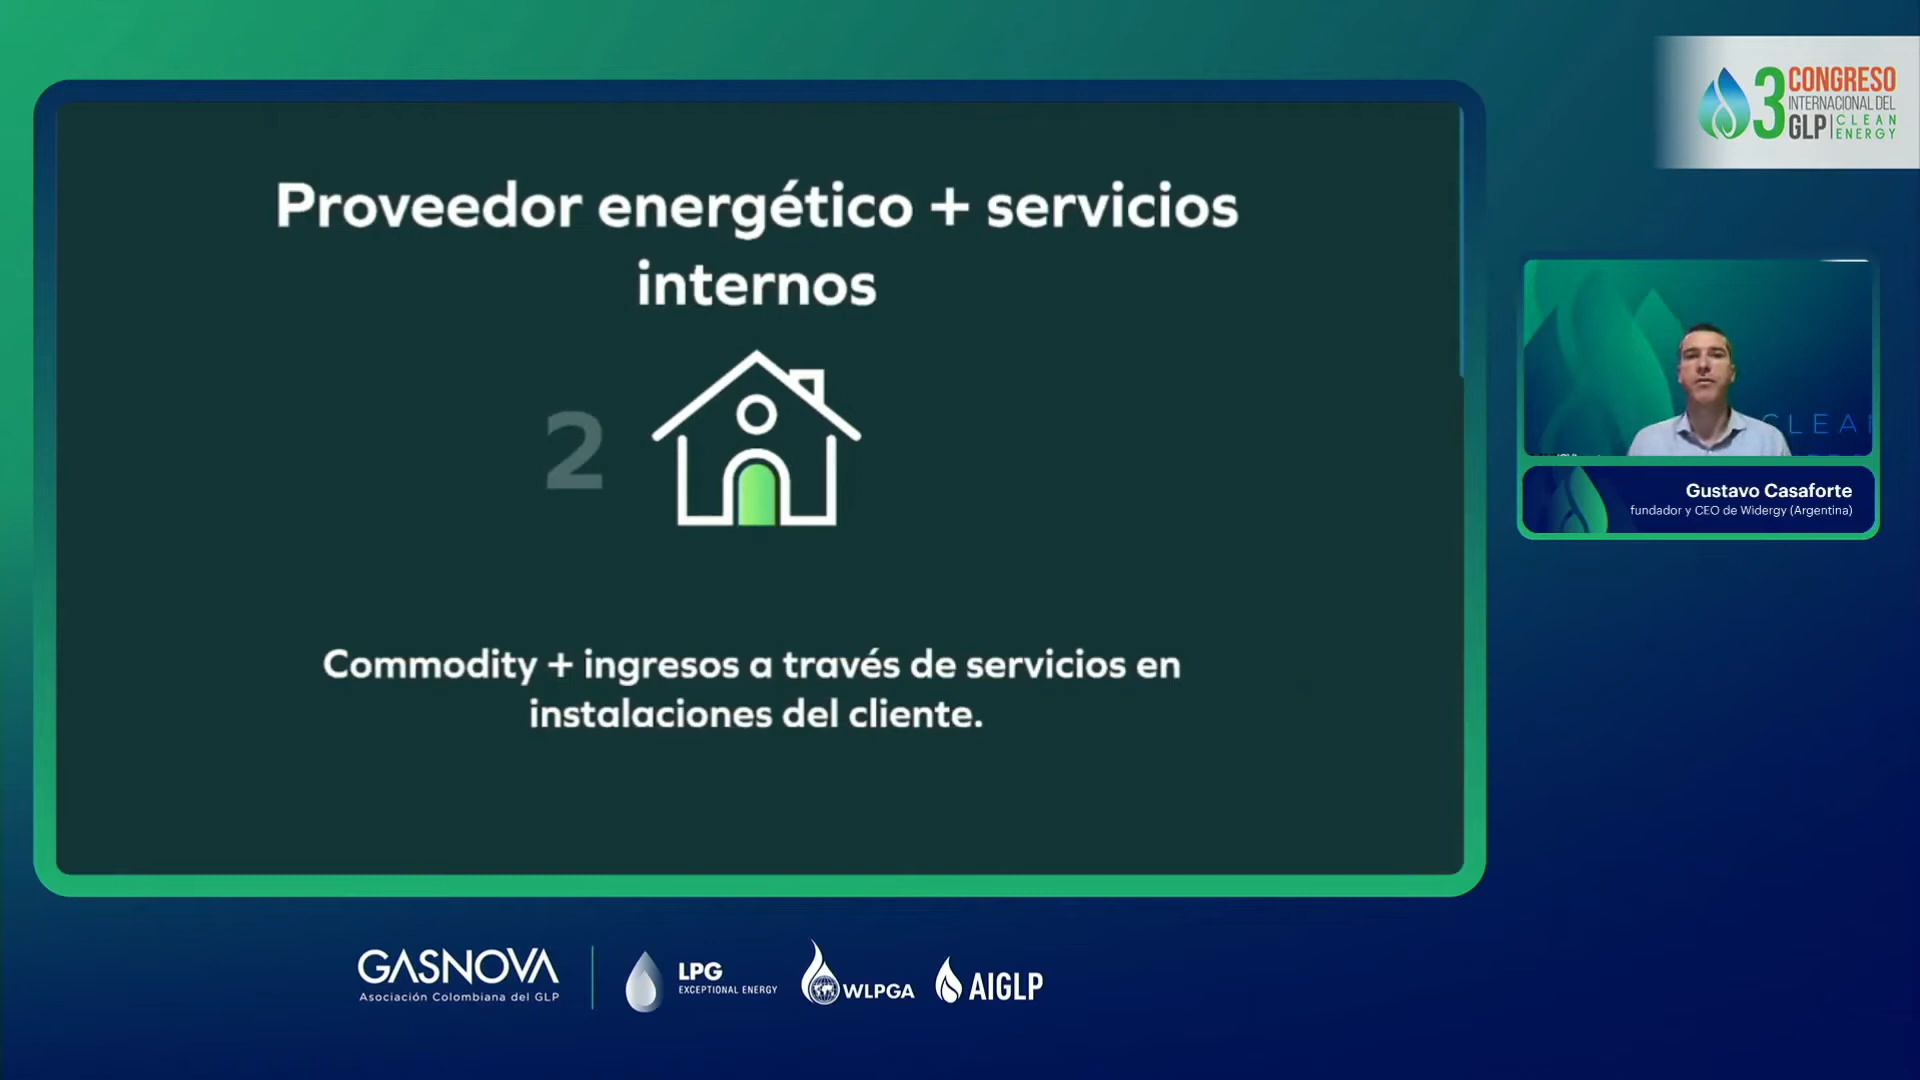 3 CONGRESO
INTERNACIONAL DEL
GLP | CLEAN
ENERGY
Proveedor energético + servicios
internos
2
Commodity + ingresos a través de servicios en
instalaciones del cliente.
CLEAN
Gustavo Casaforte
fundador y CEO de Widergy (Argentina)
GASNOVA
Asociación Colombiana del GLP
LPG
EXCEPTIONAL ENERGY
WLPGA
AIGLP